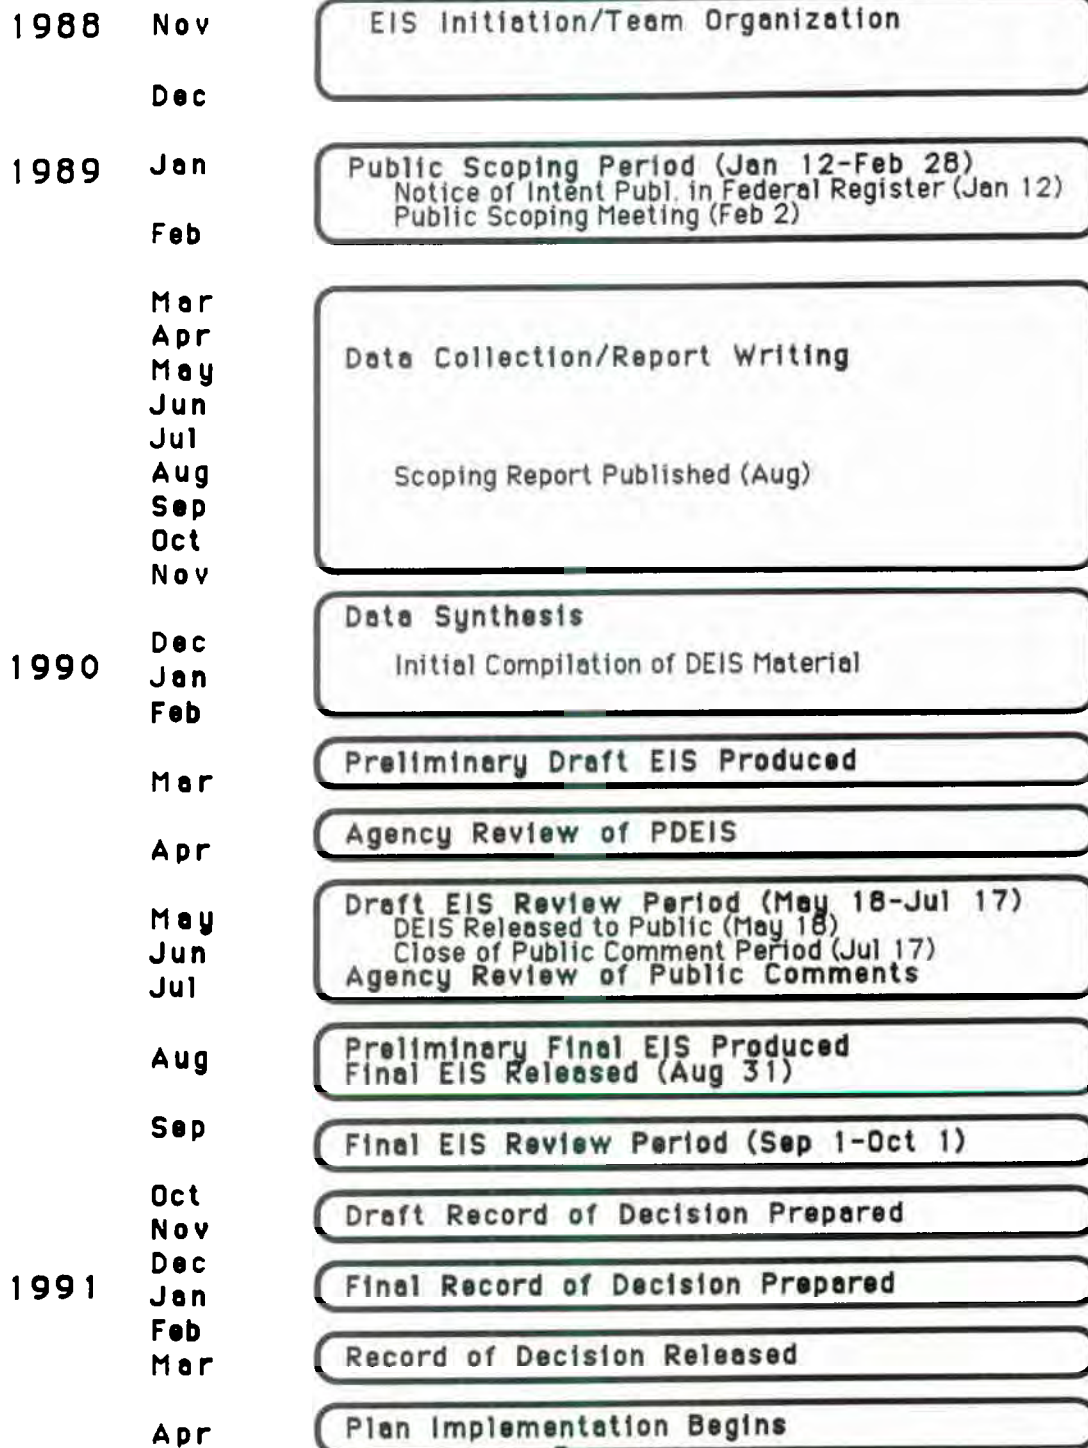 1988 Nov EIS Initiation/Team Organization
Dec
1989 Jan Public Scoping Period (Jan 12-Feb 28)
Notice of Intent Publ. in Federal Register (Jan 12)
Public Scoping Meeting (Feb 2)
Feb
Mar
Apr
May Data Collection/Report Writing
Jun
Jul
Aug Scoping Report Published (Aug)
Sep
Oct
Nov
Data Synthesis
Dec
1990 Jan Initial Compilation of DEIS Material
Feb
Mar Preliminary Draft EIS Produced
Apr Agency Review of PDEIS
May Draft EIS Review Period (May 18-Jul 17)
DEIS Released to Public (May 18)
Jun Close of Public Comment Period (Jul 17)
Jul Agency Review of Public Comments
Aug Preliminary Final EIS Produced
Final EIS Released (Aug 31)
Sep Final EIS Review Period (Sep 1-Oct 1)
Oct
Nov Draft Record of Decision Prepared
Dec
1991 Jan Final Record of Decision Prepared
Feb
Mar Record of Decision Released
Apr Plan Implementation Begins